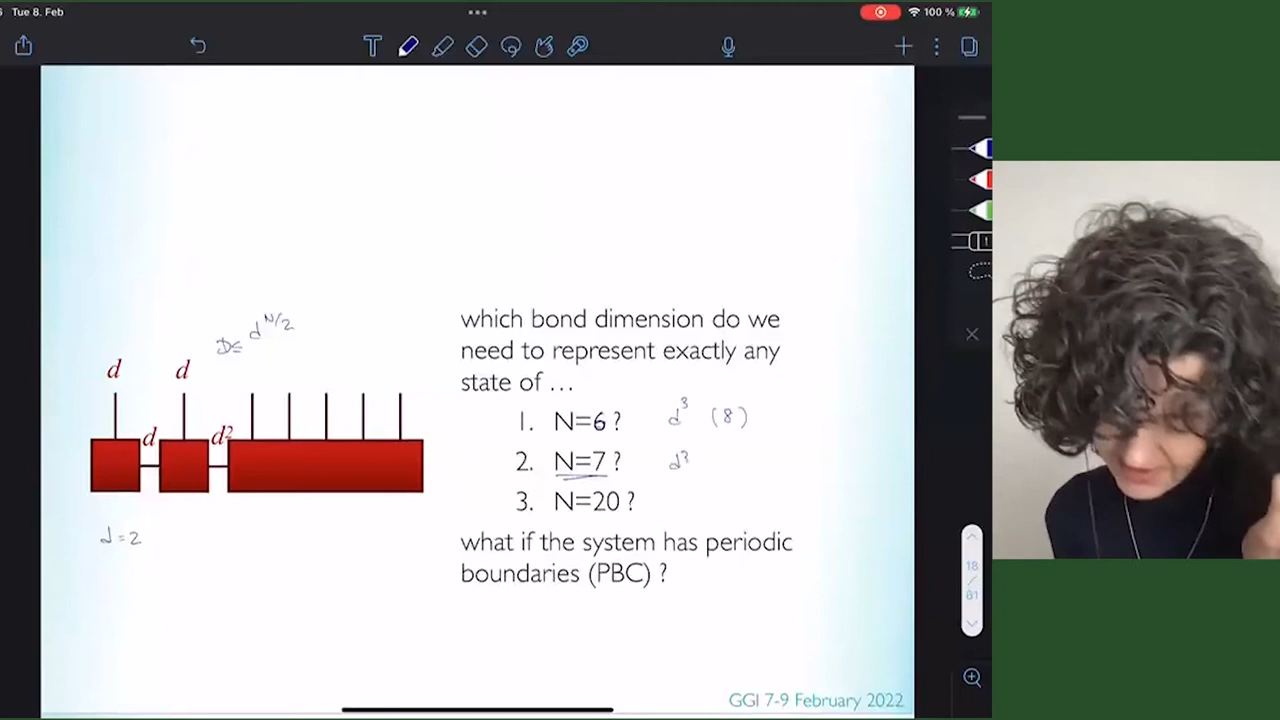 Tue 8. Feb
100 %
D≤ d^N/2
d d
d d²
d = 2
which bond dimension do we
need to represent exactly any
state of ...
1. N=6 ? d³ (8)
2. N=7 ? d³
3. N=20 ?
what if the system has periodic
boundaries (PBC) ?
18
/
81
GGI 7-9 February 2022